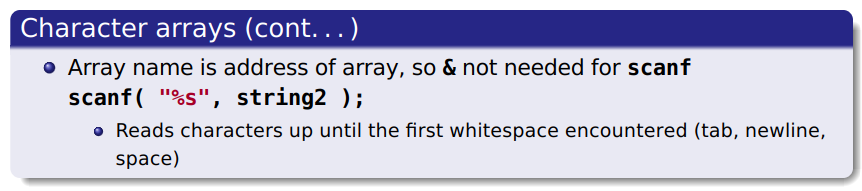 Character arrays (cont. . . )
Array name is address of array, so & not needed for scanf
scanf( "%s", string2 );
Reads characters up until the first whitespace encountered (tab, newline,
space)